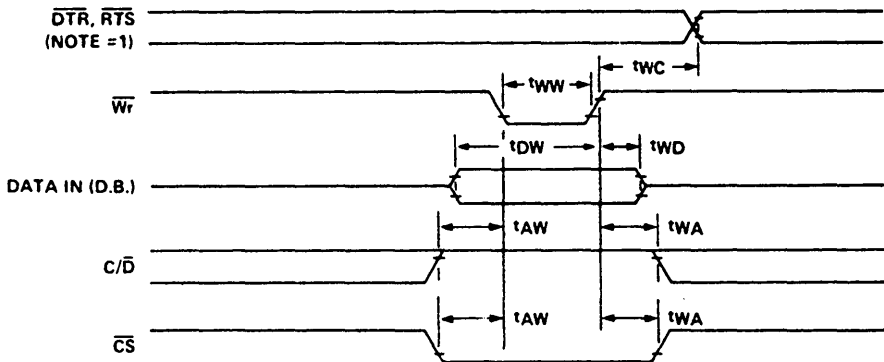 DTR, RTS
(NOTE =1)
tWC
tWW
Wr
tDW
tWD
DATA IN (D.B.)
tAW
tWA
C/D
tAW
tWA
CS